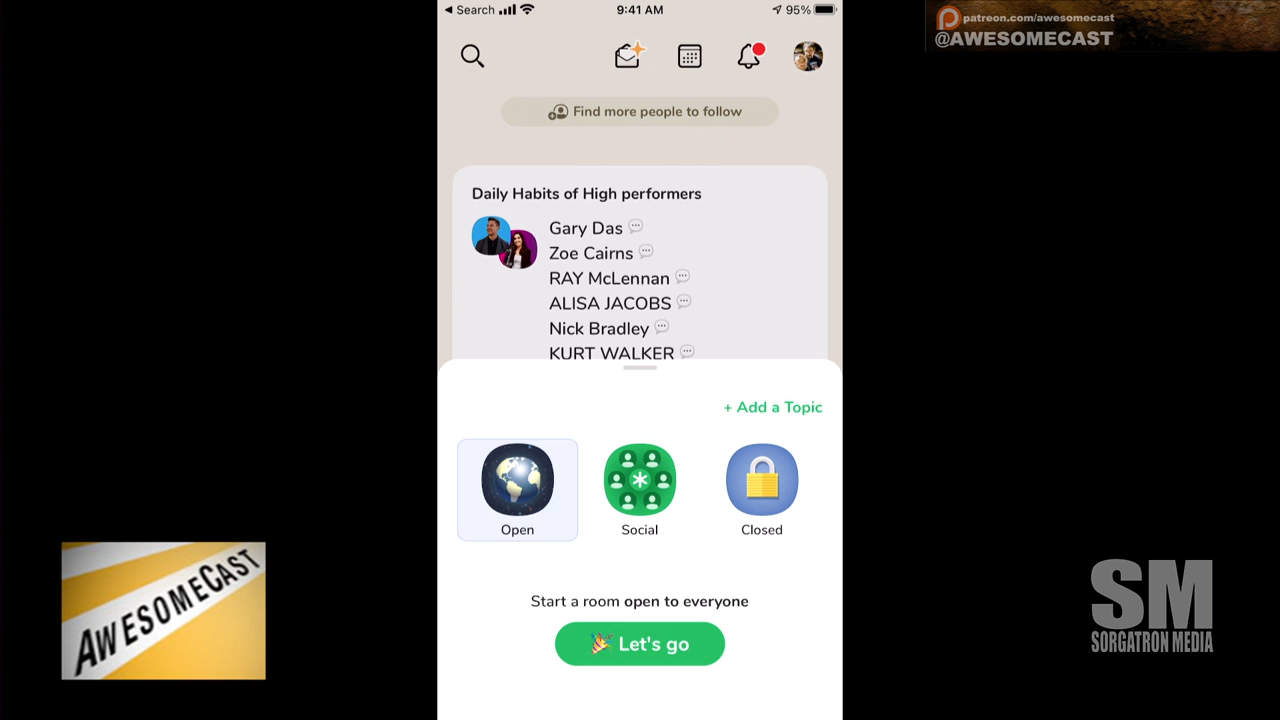 Search
9:41 AM
95%
patreon.com/awesomecast
@AWESOMECAST
Find more people to follow
Daily Habits of High performers
Gary Das
Zoe Cairns
RAY McLennan
ALISA JACOBS
Nick Bradley
KURT WALKER
+ Add a Topic
Open
Social
Closed
Start a room open to everyone
Let's go
AWESOMECAST
SM
SORGATRON MEDIA